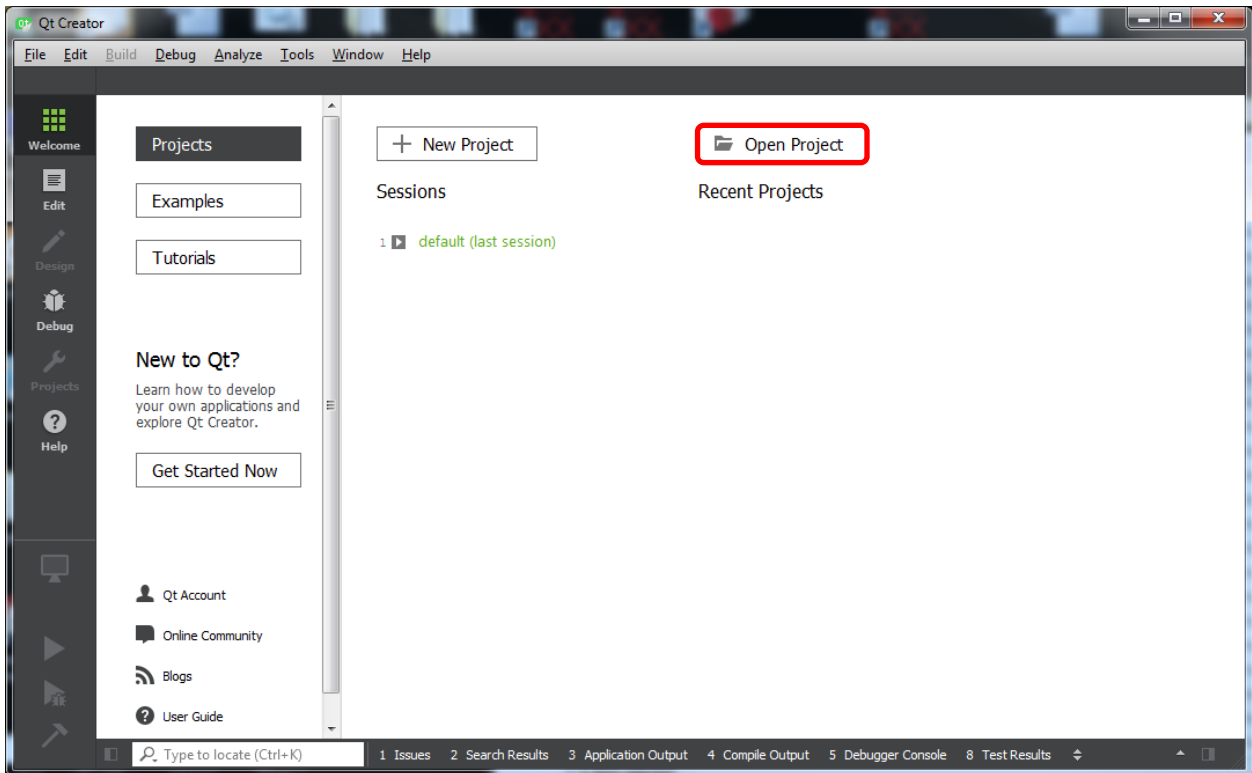 Qt Creator
File Edit Build Debug Analyze Tools Window Help
Welcome
Edit
Design
Debug
Projects
Help
Projects
Examples
Tutorials
New to Qt?
Learn how to develop
your own applications and
explore Qt Creator.
Get Started Now
Qt Account
Online Community
Blogs
User Guide
New Project
Open Project
Sessions
Recent Projects
1 default (last session)
Type to locate (Ctrl+K)
1 Issues 2 Search Results 3 Application Output 4 Compile Output 5 Debugger Console 8 Test Results